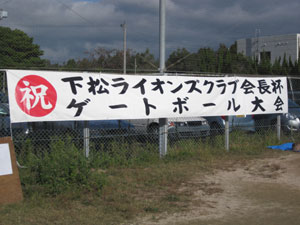 祝
下松ライオンズクラブ会長杯
ゲートボール大会